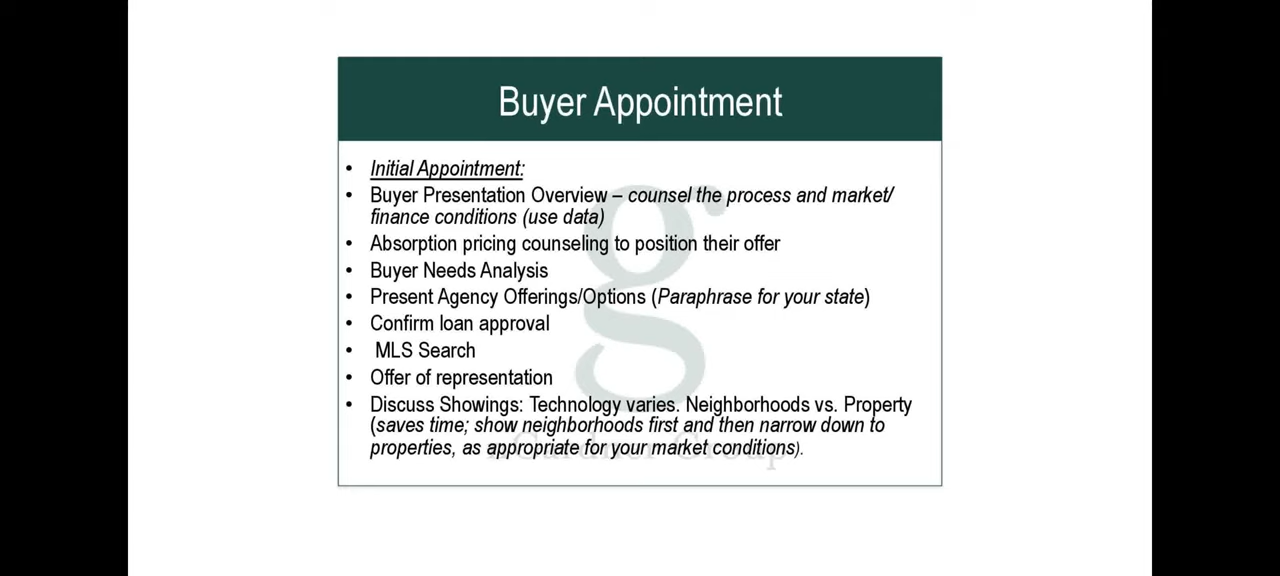 Buyer Appointment
• Initial Appointment:
• Buyer Presentation Overview – counsel the process and market/
finance conditions (use data)
• Absorption pricing counseling to position their offer
• Buyer Needs Analysis
• Present Agency Offerings/Options (Paraphrase for your state)
• Confirm loan approval
• MLS Search
• Offer of representation
• Discuss Showings: Technology varies. Neighborhoods vs. Property
(saves time; show neighborhoods first and then narrow down to
properties, as appropriate for your market conditions).
g
Gardner Group